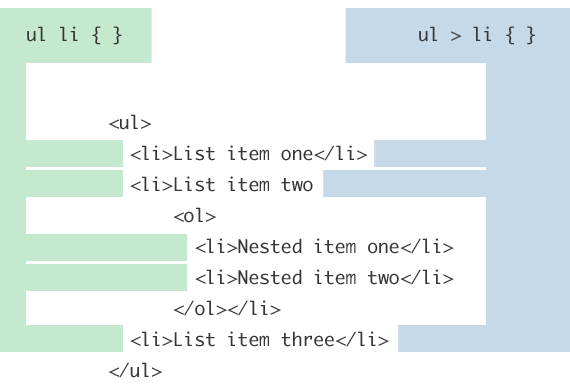 ul li { }
ul > li { }
<ul>
<li>List item one</li>
<li>List item two
<ol>
<li>Nested item one</li>
<li>Nested item two</li>
</ol></li>
<li>List item three</li>
</ul>